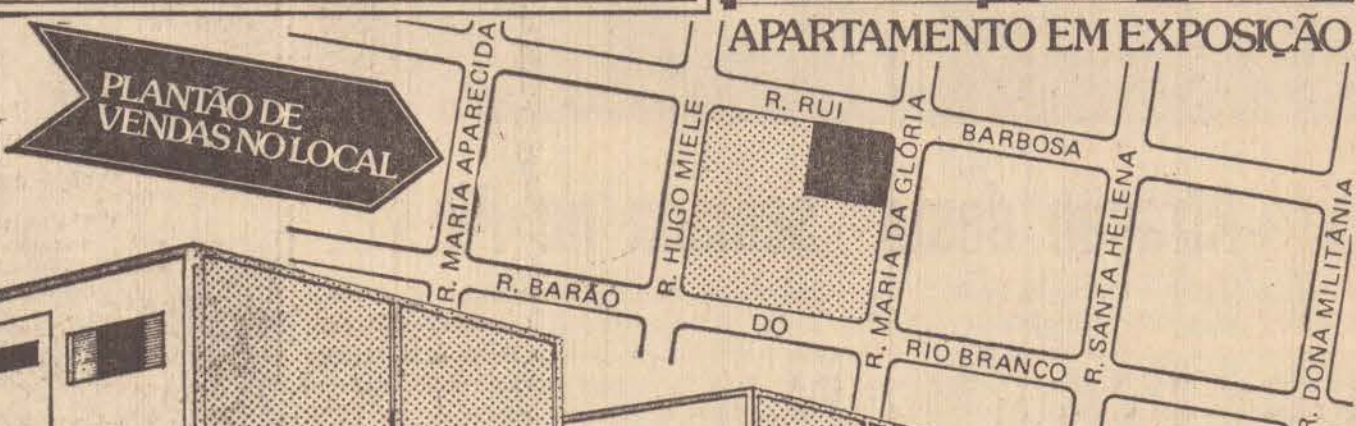 APARTAMENTO EM EXPOSIÇÃO
PLANTÃO DE
VENDAS NO LOCAL
R. MARIA APARECIDA
R. HUGO MIELE
R. RUI BARBOSA
R. MARIA DA GLORIA
R. SANTA HELENA
R. DONA MILITÂNIA
R. BARÃO DO RIO BRANCO